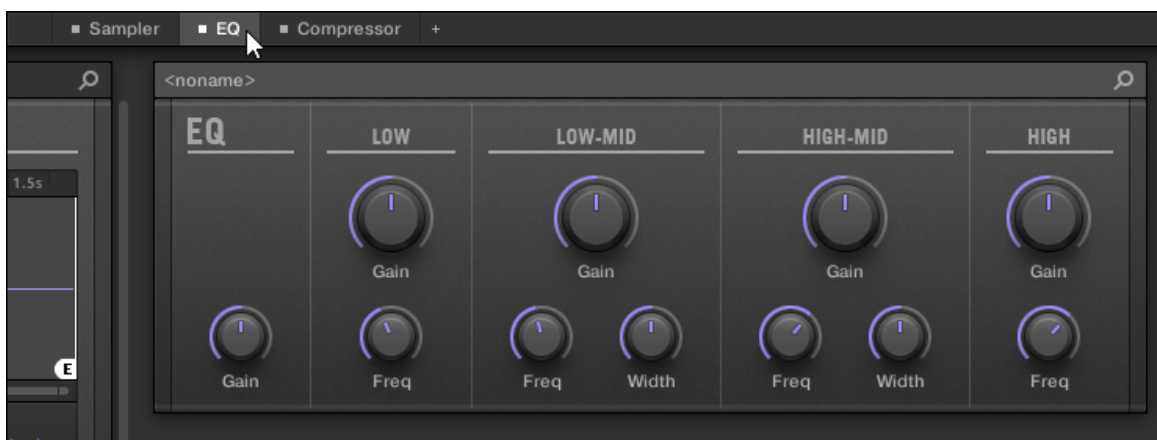 Sampler EQ Compressor +
<noname>
EQ LOW LOW-MID HIGH-MID HIGH
1.5s
Gain Gain Gain Gain
E
Gain Freq Freq Width Freq Width Freq